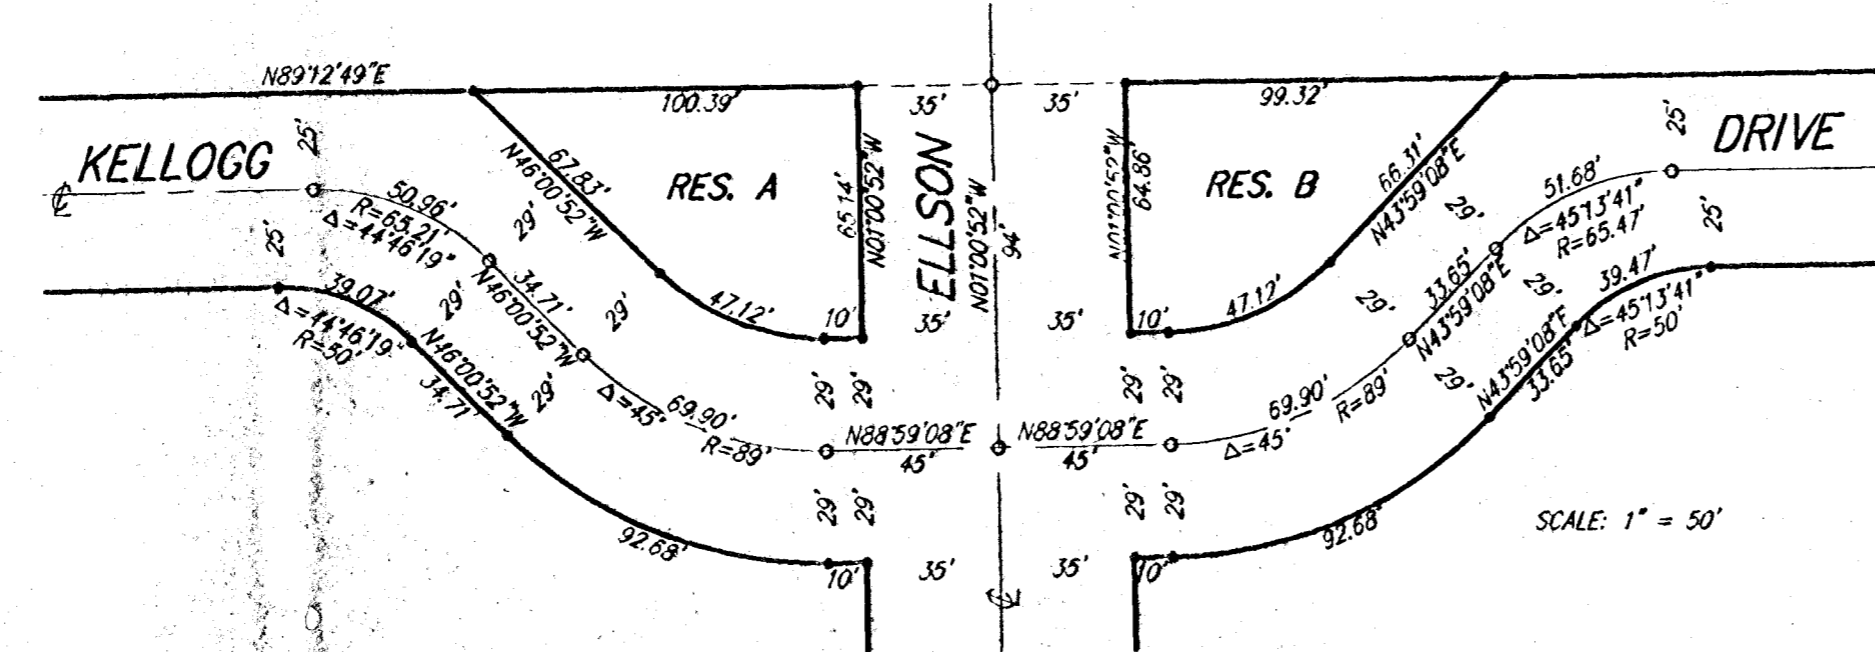 N89°12'49"E
100.39'
35'
35'
99.32'
25'
25'
KELLOGG
DRIVE
67.83'
N46°00'52"W
RES. A
65.14'
N01°00'52"W
ELLSON
N01°00'52"W
94'
64.86'
RES. B
66.31'
N43°59'08"E
℄
50.96'
R=65.21'
Δ=44°46'19"
29'
29'
51.68'
Δ=45°13'41"
R=65.47'
25'
25'
39.07'
Δ=44°46'19"
R=50'
29'
34.71'
N46°00'52"W
29'
47.12'
10'
35'
35'
10'
47.12'
29'
33.65'
N43°59'08"E
29'
39.47'
Δ=45°13'41"
R=50'
N46°00'52"W
34.71
29'
Δ=45°
69.90'
R=89'
29'
29'
N88°59'08"E
45'
N88°59'08"E
45'
29'
29'
69.90'
R=89'
Δ=45°
29'
N43°59'08"E
33.65'
29'
29'
29'
29'
SCALE: 1" = 50'
92.68'
10'
35'
35'
10'
92.68'
℄